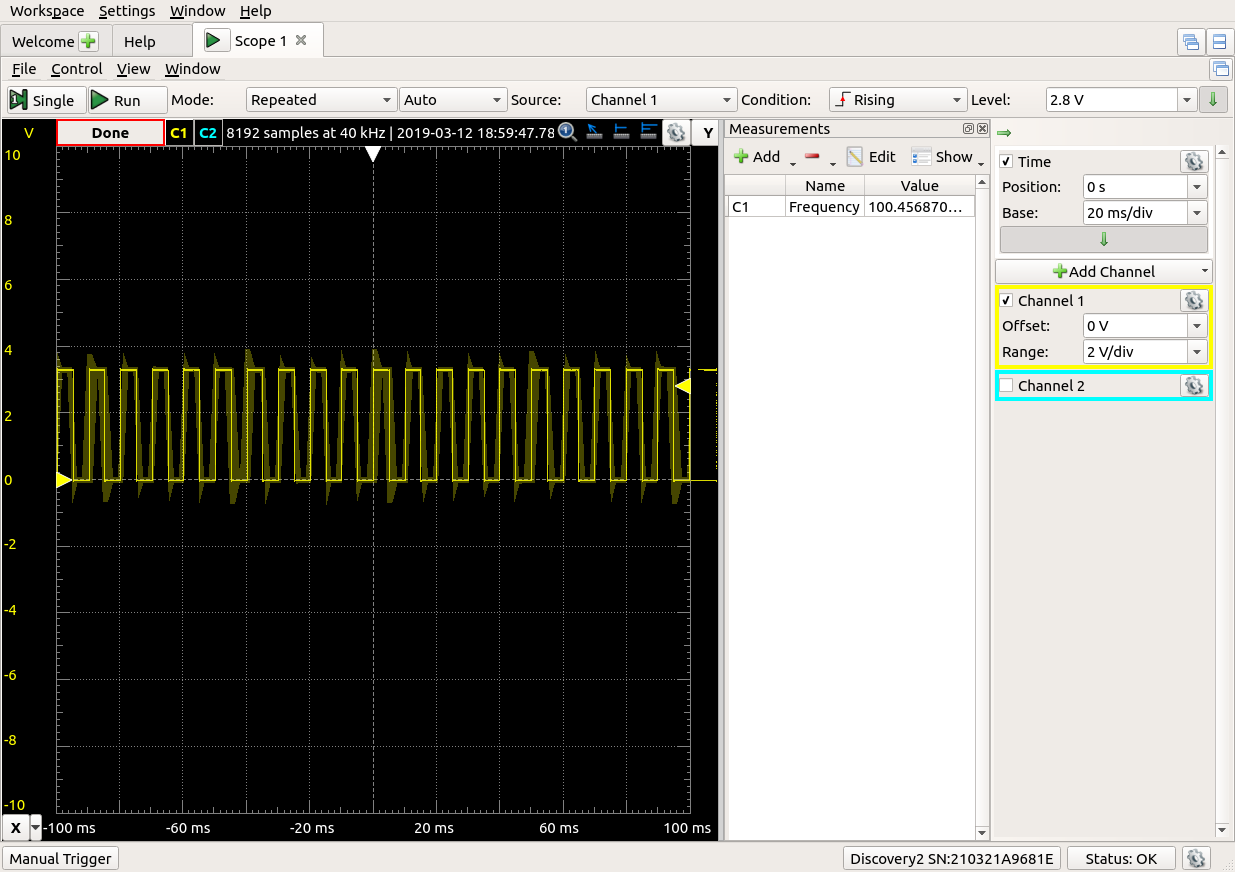 Workspace Settings Window Help
Welcome Help Scope 1
File Control View Window
Single Run Mode: Repeated Auto Source: Channel 1 Condition: Rising Level: 2.8 V
V Done C1 C2 8192 samples at 40 kHz | 2019-03-12 18:59:47.78 Y
Measurements
Add Edit Show
Name Value
C1 Frequency 100.456870...
Time
Position: 0 s
Base: 20 ms/div
Add Channel
Channel 1
Offset: 0 V
Range: 2 V/div
Channel 2
10
8
6
4
2
0
-2
-4
-6
-8
-10
X -100 ms -60 ms -20 ms 20 ms 60 ms 100 ms
Manual Trigger Discovery2 SN:210321A9681E Status: OK